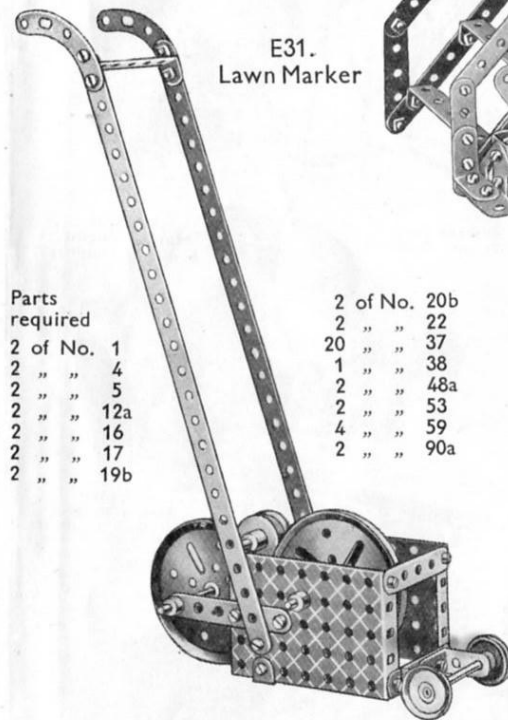 E31.
Lawn Marker
Parts
required
2 of No. 1
2 „ „ 4
2 „ „ 5
2 „ „ 12a
2 „ „ 16
2 „ „ 17
2 „ „ 19b
2 of No. 20b
2 „ „ 22
20 „ „ 37
1 „ „ 38
2 „ „ 48a
2 „ „ 53
4 „ „ 59
2 „ „ 90a